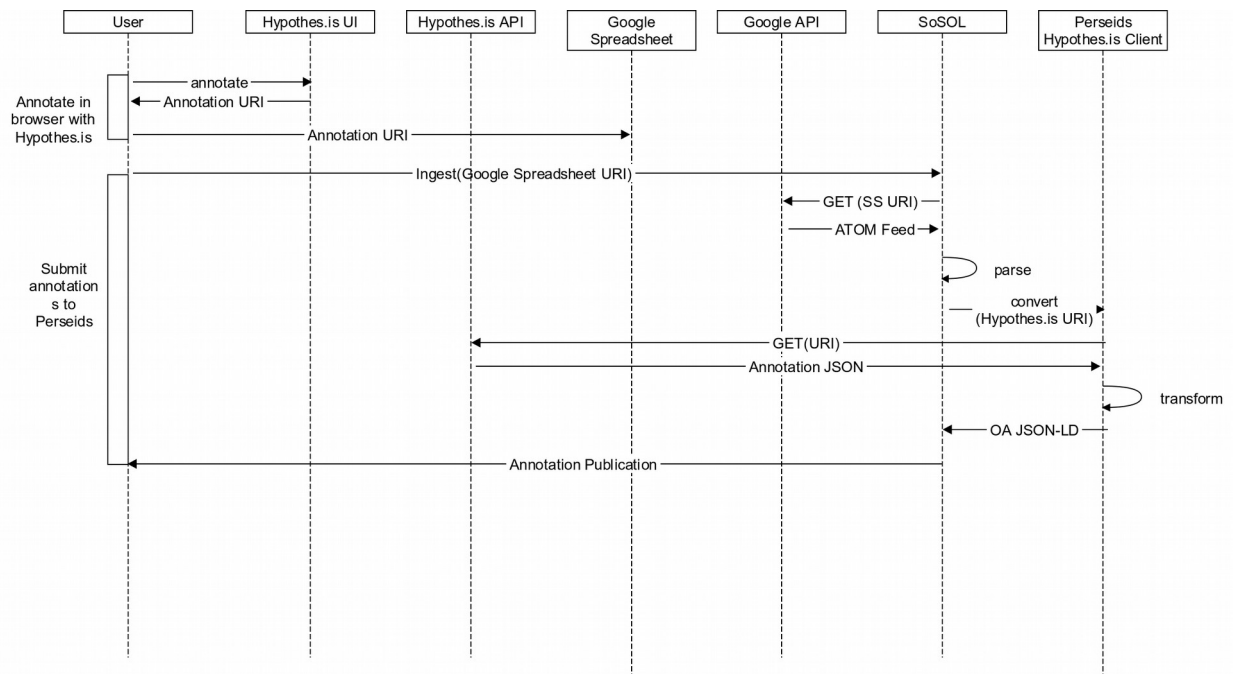 User
Hypothes.is UI
Hypothes.is API
Google
Spreadsheet
Google API
SoSOL
Perseids
Hypothes.is Client
annotate
Annotation URI
Annotate in
browser with
Hypothes.is
Annotation URI
Ingest(Google Spreadsheet URI)
GET (SS URI)
ATOM Feed
parse
Submit
annotation
s to
Perseids
convert
(Hypothes.is URI)
GET(URI)
Annotation JSON
transform
OA JSON-LD
Annotation Publication